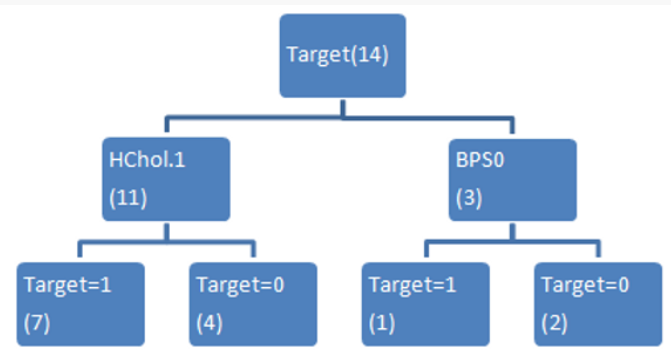 Target(14)
HChol.1
(11)
BPS0
(3)
Target=1
(7)
Target=0
(4)
Target=1
(1)
Target=0
(2)